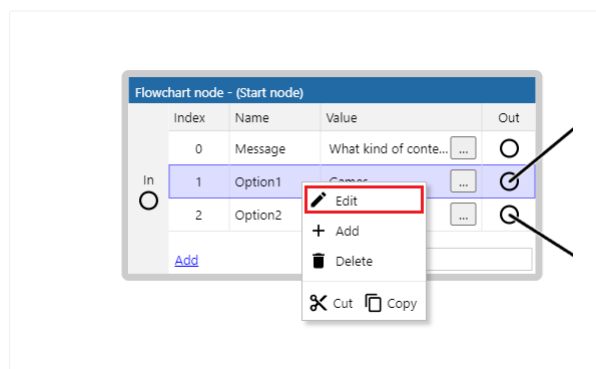 Flowchart node - (Start node)
Index Name Value Out
0 Message What kind of conte... ...
In
1 Option1 Games ...
2 Option2 ...
Add
Edit
Add
Delete
Cut Copy